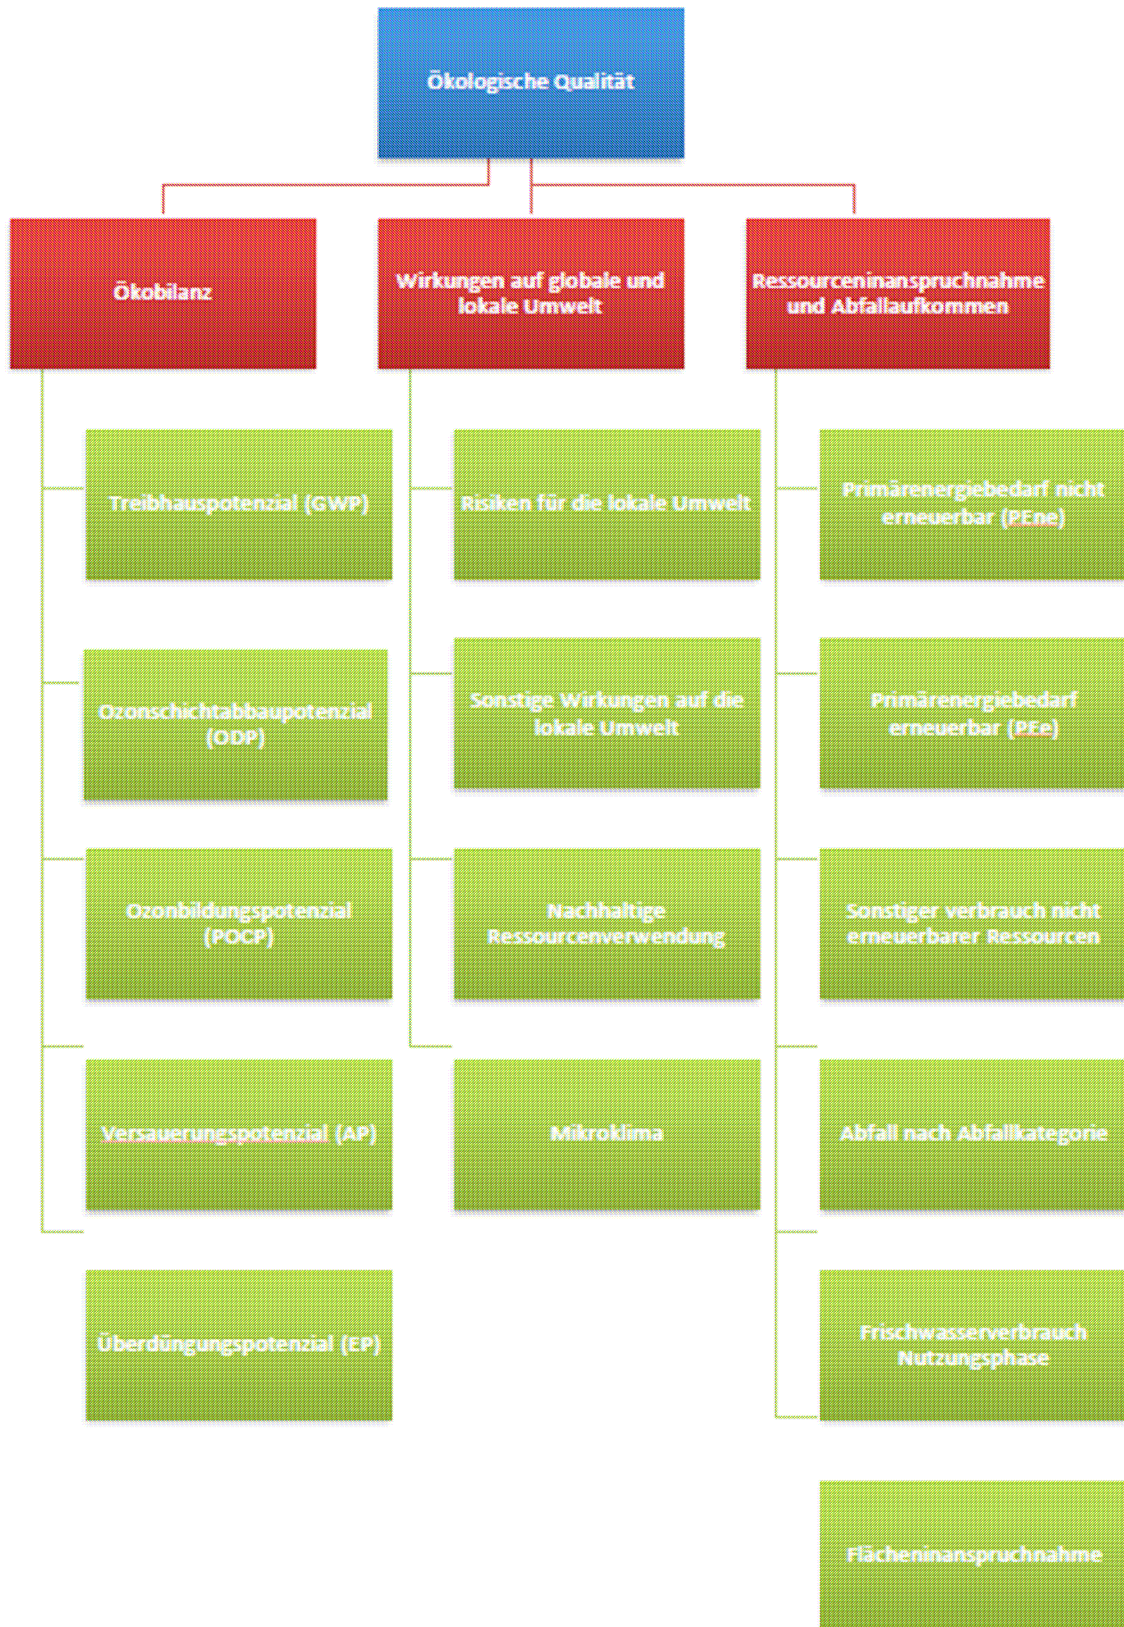 Ökologische Qualität
Ökobilanz
Wirkungen auf globale und
lokale Umwelt
Ressourceninanspruchnahme
und Abfallaufkommen
Treibhauspotenzial (GWP)
Ozonschichtabbaupotenzial
(ODP)
Ozonbildungspotenzial
(POCP)
Versauerungspotenzial (AP)
Überdüngungspotenzial (EP)
Risiken für die lokale Umwelt
Sonstige Wirkungen auf die
lokale Umwelt
Nachhaltige
Ressourcenverwendung
Mikroklima
Primärenergiebedarf nicht
erneuerbar (PEne)
Primärenergiebedarf
erneuerbar (PEe)
Sonstiger verbrauch nicht
erneuerbarer Ressourcen
Abfall nach Abfallkategorie
Frischwasserverbrauch
Nutzungsphase
Flächeninanspruchnahme